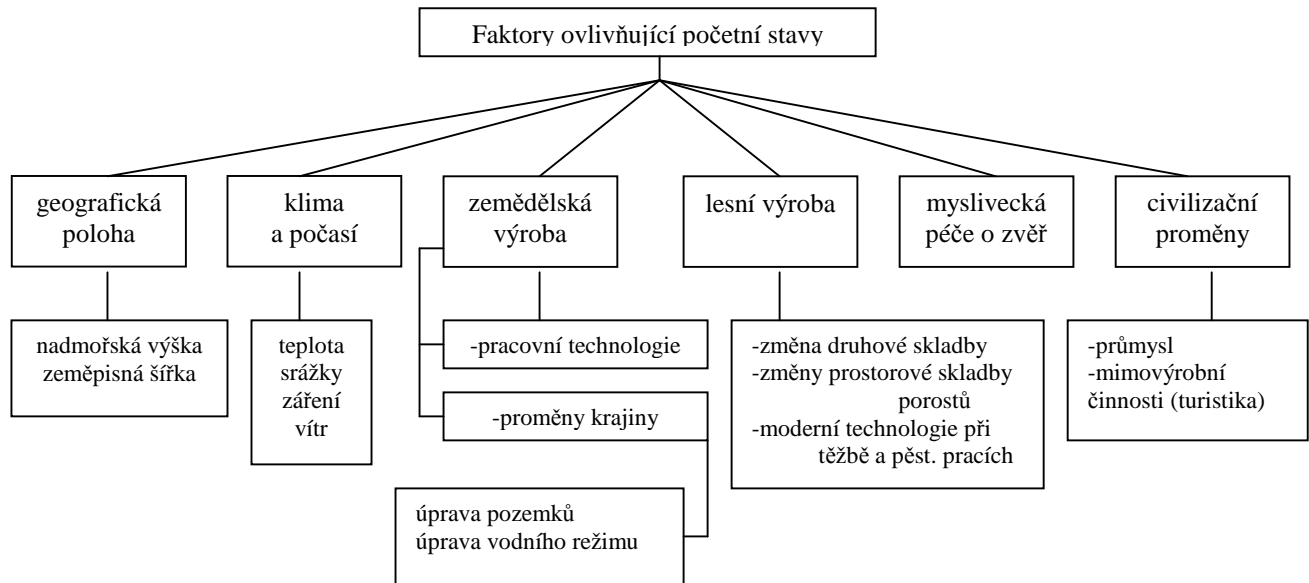 Faktory ovlivňující početní stavy
geografická
poloha
klima
a počasí
zemědělská
výroba
lesní výroba
myslivecká
péče o zvěř
civilizační
proměny
nadmořská výška
zeměpisná šířka
teplota
srážky
záření
vítr
-pracovní technologie
-proměny krajiny
úprava pozemků
úprava vodního režimu
-změna druhové skladby
-změny prostorové skladby
porostů
-moderní technologie při
těžbě a pěst. pracích
-průmysl
-mimovýrobní
činnosti (turistika)